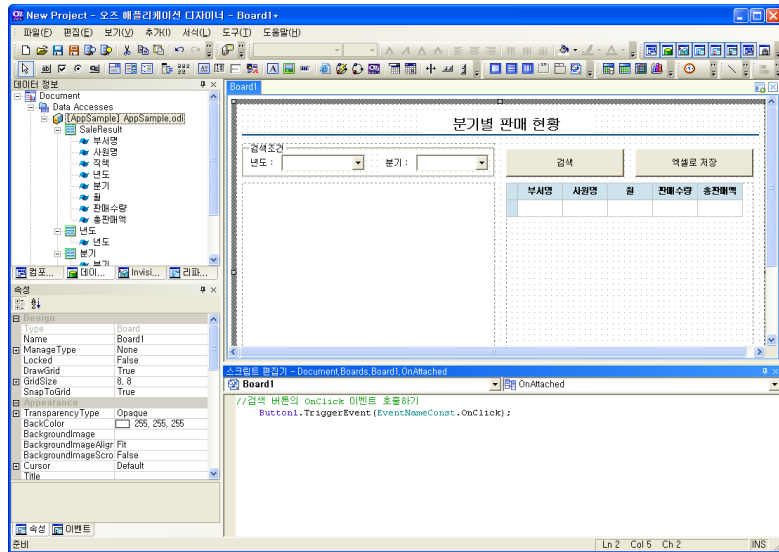 New Project - 오즈 애플리케이션 디자이너 - Board1*
파일(F) 편집(E) 보기(V) 추가(I) 서식(L) 도구(T) 도움말(H)
데이터 정보
Document
Data Accesses
[AppSample] AppSample.odi
SaleResult
부서명
사원명
직책
년도
분기
월
판매수량
총판매액
년도
년도
분기
분기
컴포... 데이... Invisi... 리파...
속성
Design
Type Board
Name Board1
ManageType None
Locked False
DrawGrid True
GridSize 8, 8
SnapToGrid True
Appearance
TransparencyType Opaque
BackColor 255, 255, 255
BackgroundImage
BackgroundImageAlign Fit
BackgroundImageScro False
Cursor Default
Title
속성 이벤트
준비
Board1
분기별 판매 현황
검색조건
년도 : 분기 :
검색 엑셀로 저장
부서명 사원명 월 판매수량 총판매액
스크립트 편집기 - Document.Boards.Board1.OnAttached
Board1 OnAttached
//검색 버튼의 OnClick 이벤트 호출하기
Button1.TriggerEvent(EventNameConst.OnClick);
Ln 2 Col 5 Ch 2 INS